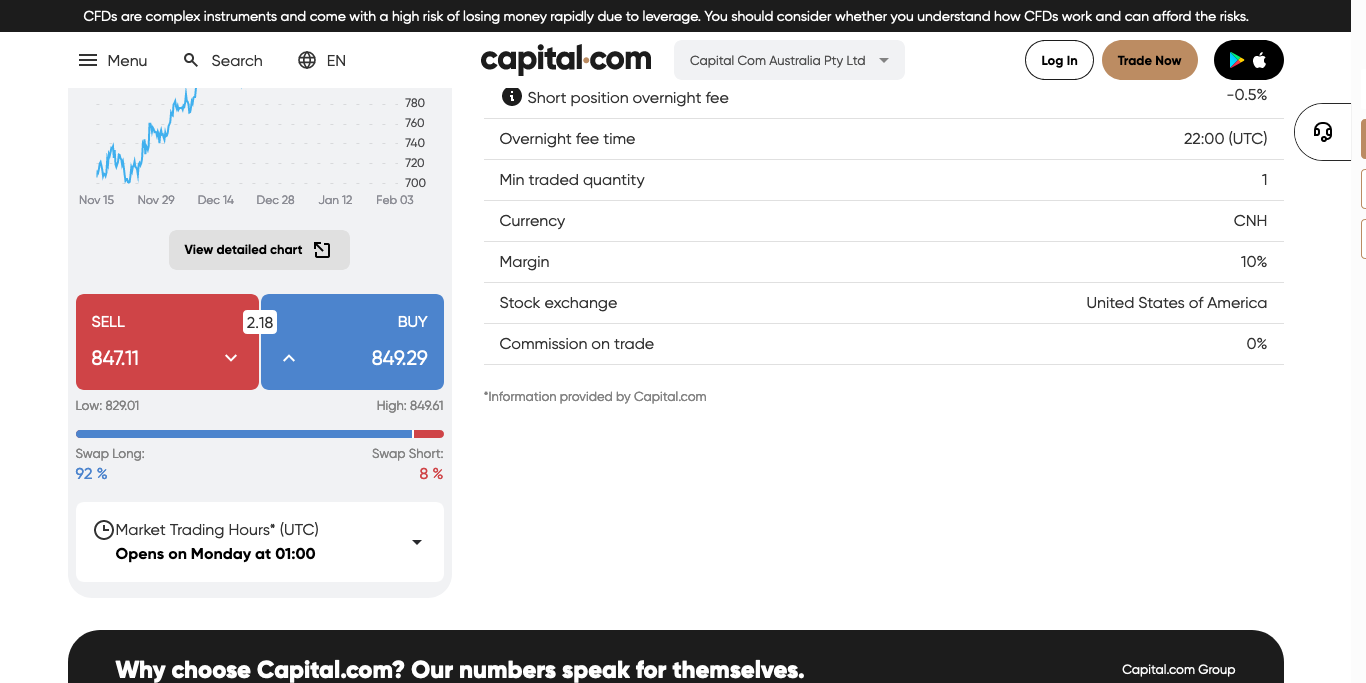 CFDs are complex instruments and come with a high risk of losing money rapidly due to leverage. You should consider whether you understand how CFDs work and can afford the risks.
Menu
Search
EN
capital.com
Capital Com Australia Pty Ltd
Log In
Trade Now
780
760
740
720
700
Nov 15 Nov 29 Dec 14 Dec 28 Jan 12 Feb 03
View detailed chart
SELL
2.18
BUY
847.11
849.29
Low: 829.01
High: 849.61
Swap Long:
Swap Short:
92 %
8 %
Market Trading Hours* (UTC)
Opens on Monday at 01:00
Short position overnight fee -0.5%
Overnight fee time 22:00 (UTC)
Min traded quantity 1
Currency CNH
Margin 10%
Stock exchange United States of America
Commission on trade 0%
*Information provided by Capital.com
Why choose Capital.com? Our numbers speak for themselves.
Capital.com Group